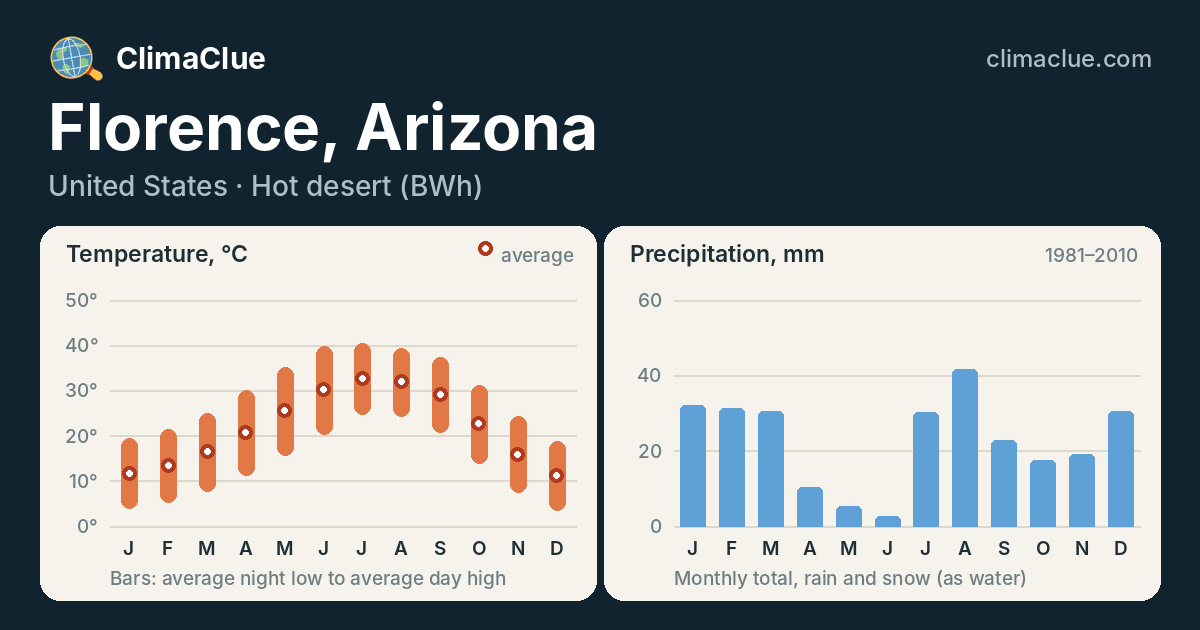 ClimaClue
climaclue.com
Florence, Arizona
United States · Hot desert (BWh)
Temperature, °C
average
50°
40°
30°
20°
10°
0°
J F M A M J J A S O N D
Bars: average night low to average day high
Precipitation, mm
1981–2010
60
40
20
0
J F M A M J J A S O N D
Monthly total, rain and snow (as water)